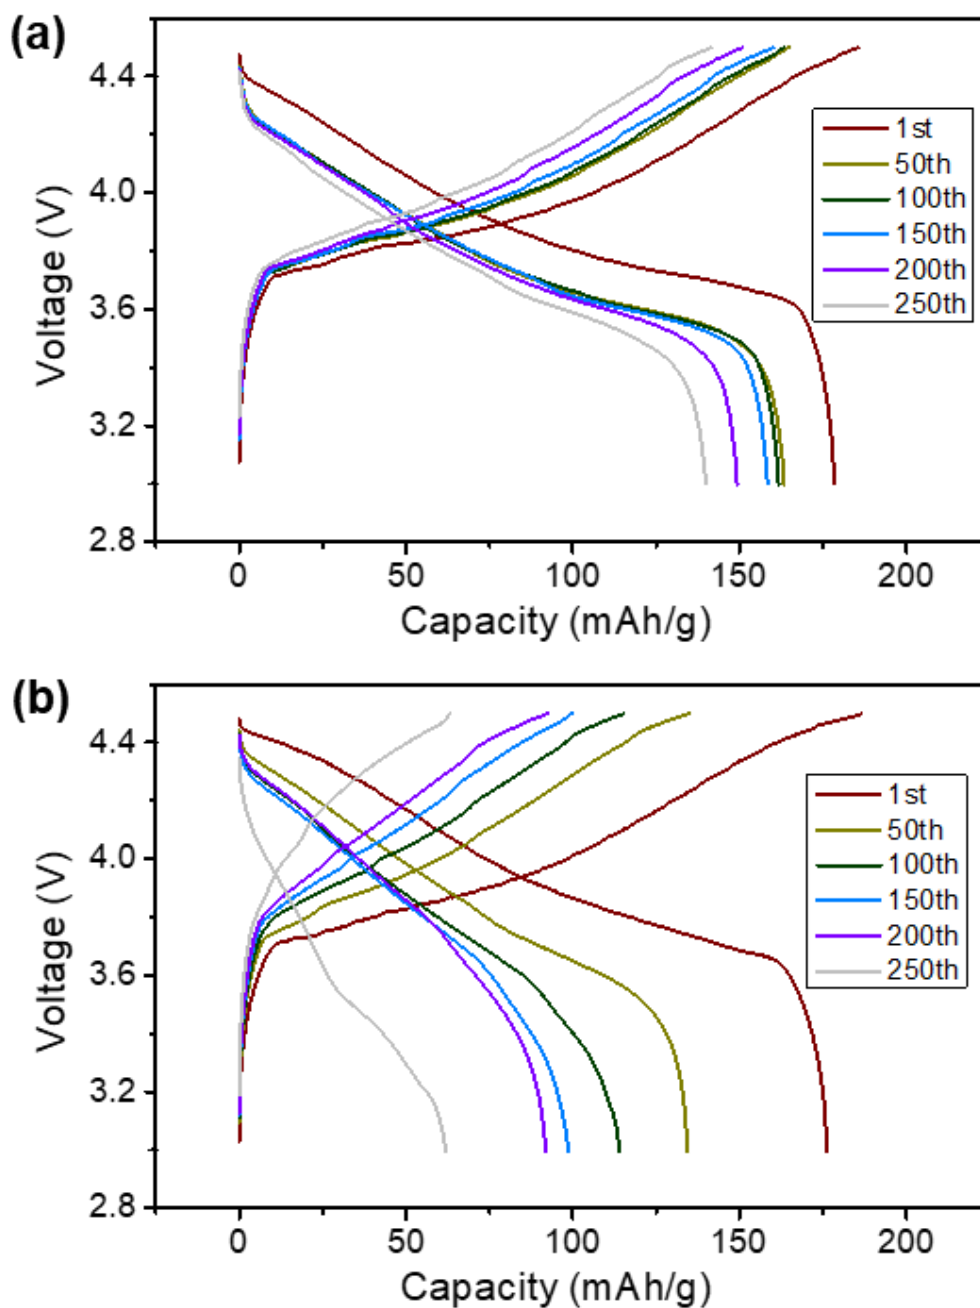 (a)
4.4
4.0
3.6
3.2
2.8
Voltage (V)
1st
50th
100th
150th
200th
250th
0 50 100 150 200
Capacity (mAh/g)
(b)
4.4
4.0
3.6
3.2
2.8
Voltage (V)
1st
50th
100th
150th
200th
250th
0 50 100 150 200
Capacity (mAh/g)